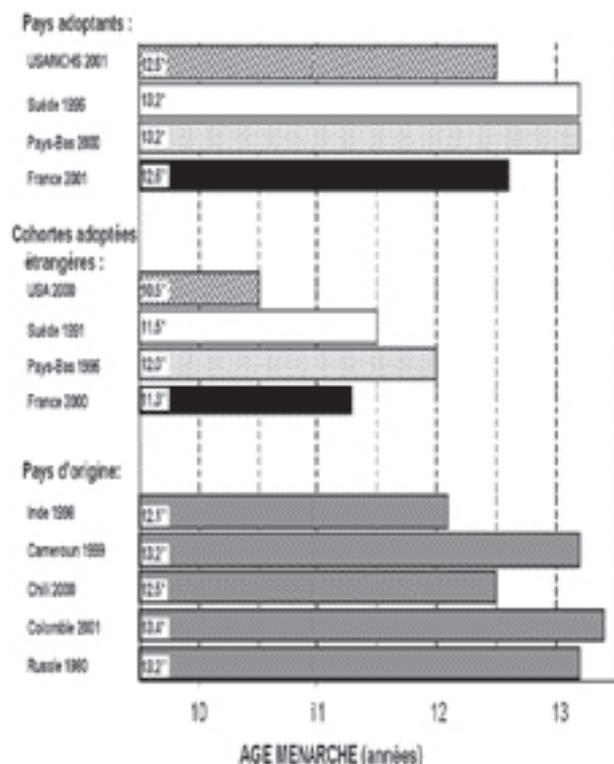 Pays adoptants :
USA/NCHS 2001 12.5*
Suède 1996 13.2*
Pays-Bas 2000 13.2*
France 2001 12.6*
Cohortes adoptées
étrangères :
USA 2000 10.5*
Suède 1991 11.5*
Pays-Bas 1996 12.0*
France 2000 11.3*
Pays d'origine:
Inde 1996 12.1*
Cameroun 1999 13.2*
Chili 2000 12.5*
Colombie 2001 13.4*
Russie 1980 13.2*
10 11 12 13
AGE MENARCHE (années)